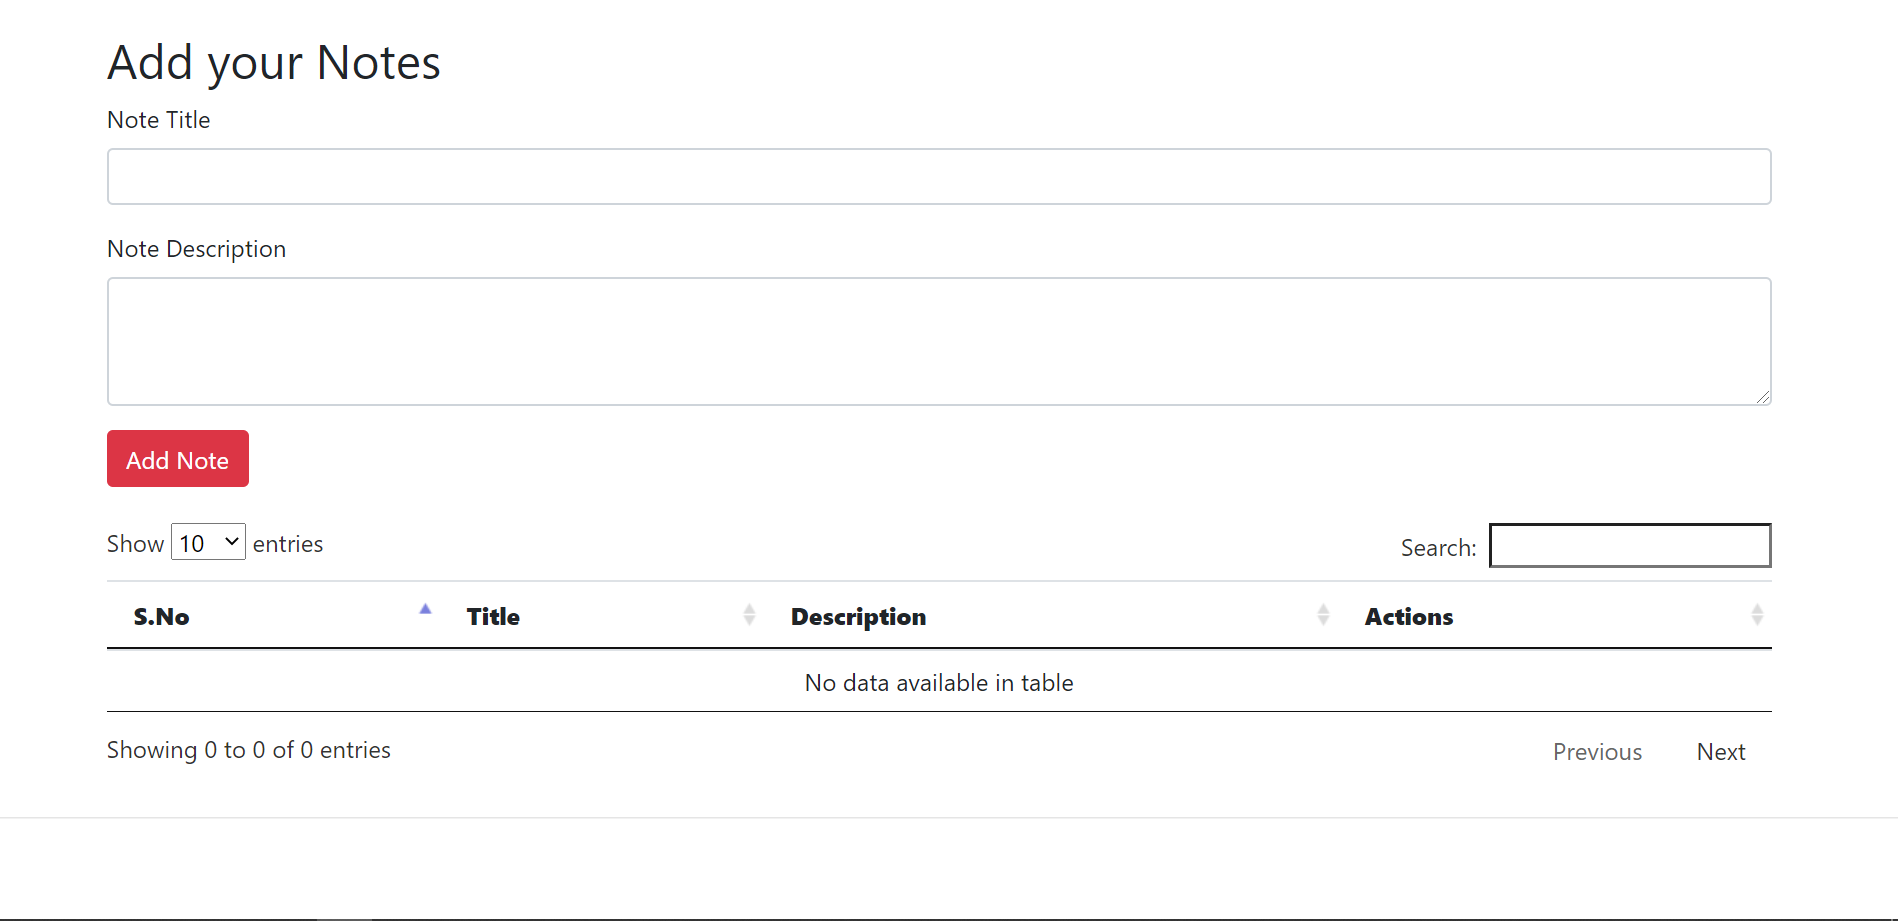 Add your Notes
Note Title
Note Description
Add Note
Show 10 entries Search:
S.No Title Description Actions
No data available in table
Showing 0 to 0 of 0 entries Previous Next